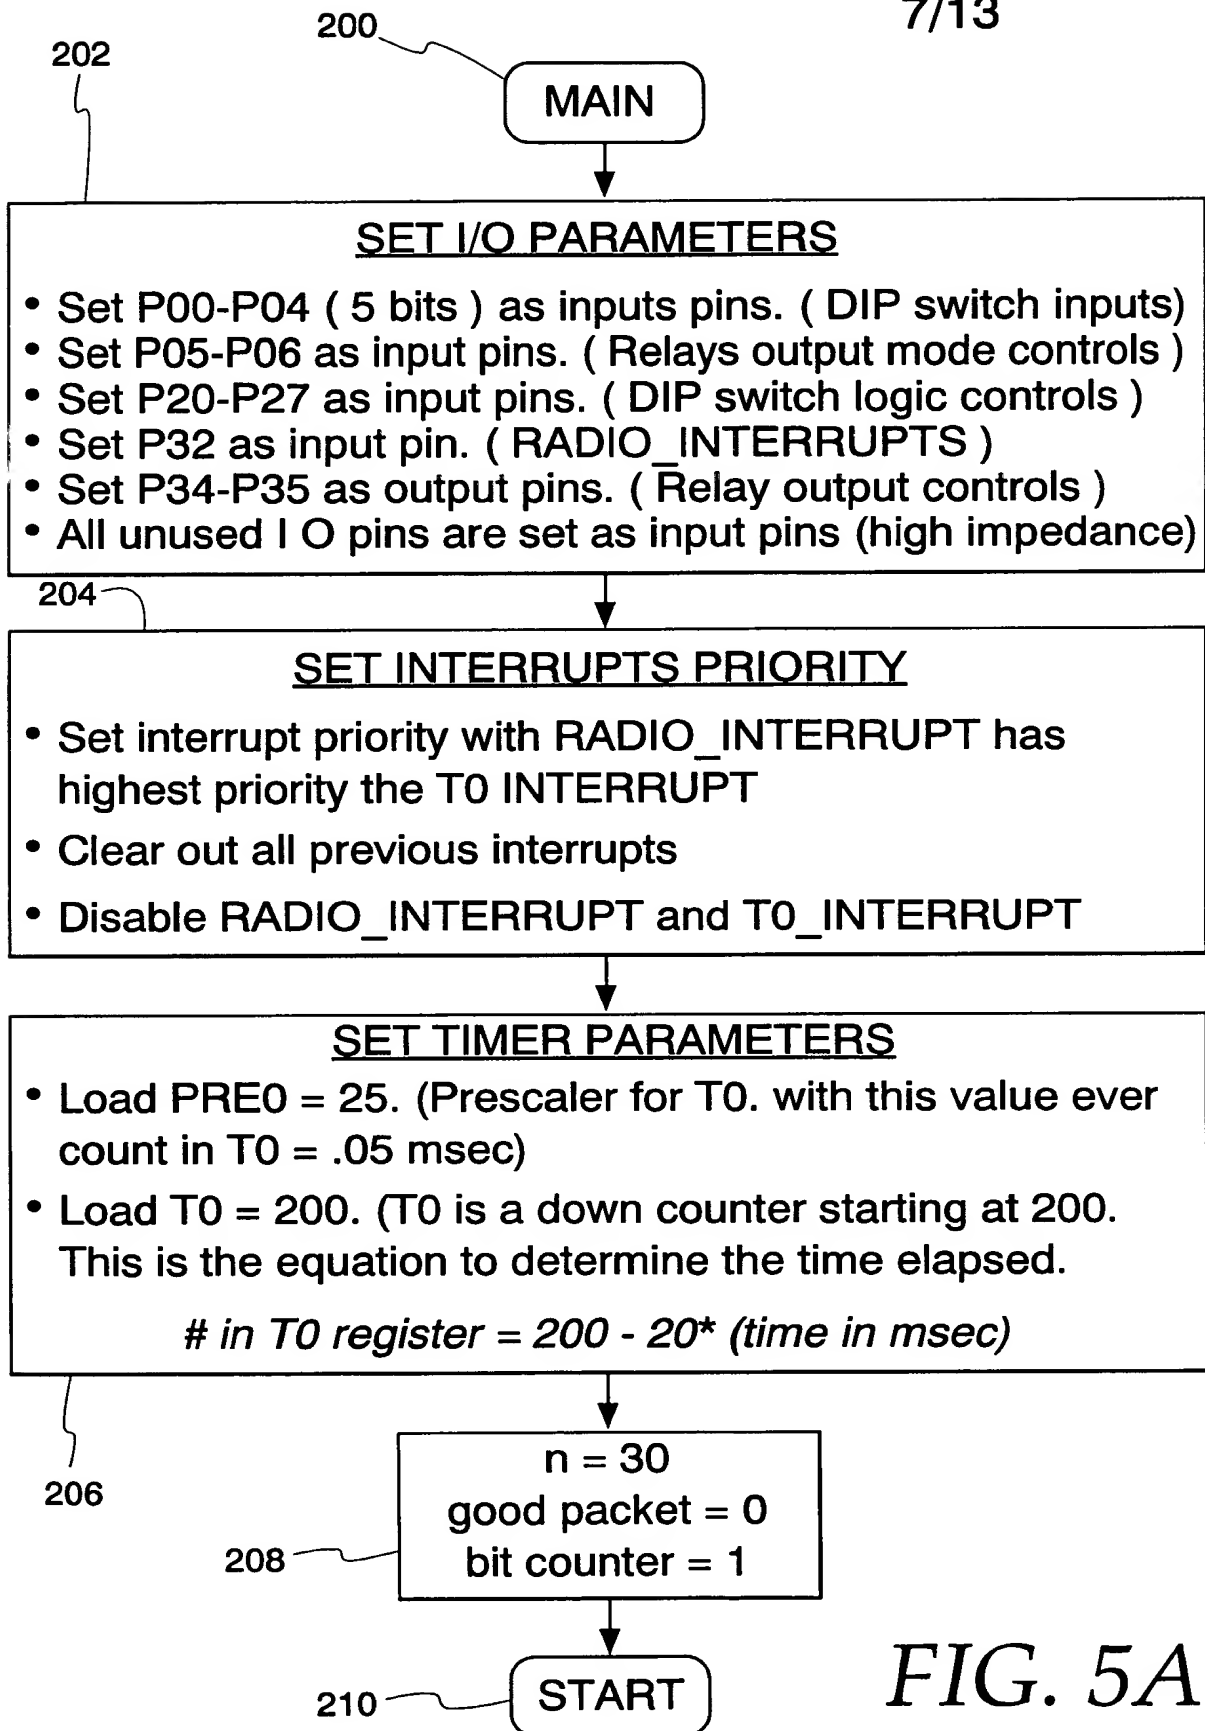 7/13
200
202
MAIN
SET I/O PARAMETERS
• Set P00-P04 ( 5 bits ) as inputs pins. ( DIP switch inputs)
• Set P05-P06 as input pins. ( Relays output mode controls )
• Set P20-P27 as input pins. ( DIP switch logic controls )
• Set P32 as input pin. ( RADIO_INTERRUPTS )
• Set P34-P35 as output pins. ( Relay output controls )
• All unused I O pins are set as input pins (high impedance)
204
SET INTERRUPTS PRIORITY
• Set interrupt priority with RADIO_INTERRUPT has
highest priority the T0 INTERRUPT
• Clear out all previous interrupts
• Disable RADIO_INTERRUPT and T0_INTERRUPT
SET TIMER PARAMETERS
• Load PRE0 = 25. (Prescaler for T0. with this value ever
count in T0 = .05 msec)
• Load T0 = 200. (T0 is a down counter starting at 200.
This is the equation to determine the time elapsed.
# in T0 register = 200 - 20* (time in msec)
206
n = 30
good packet = 0
bit counter = 1
208
START
210
FIG. 5A